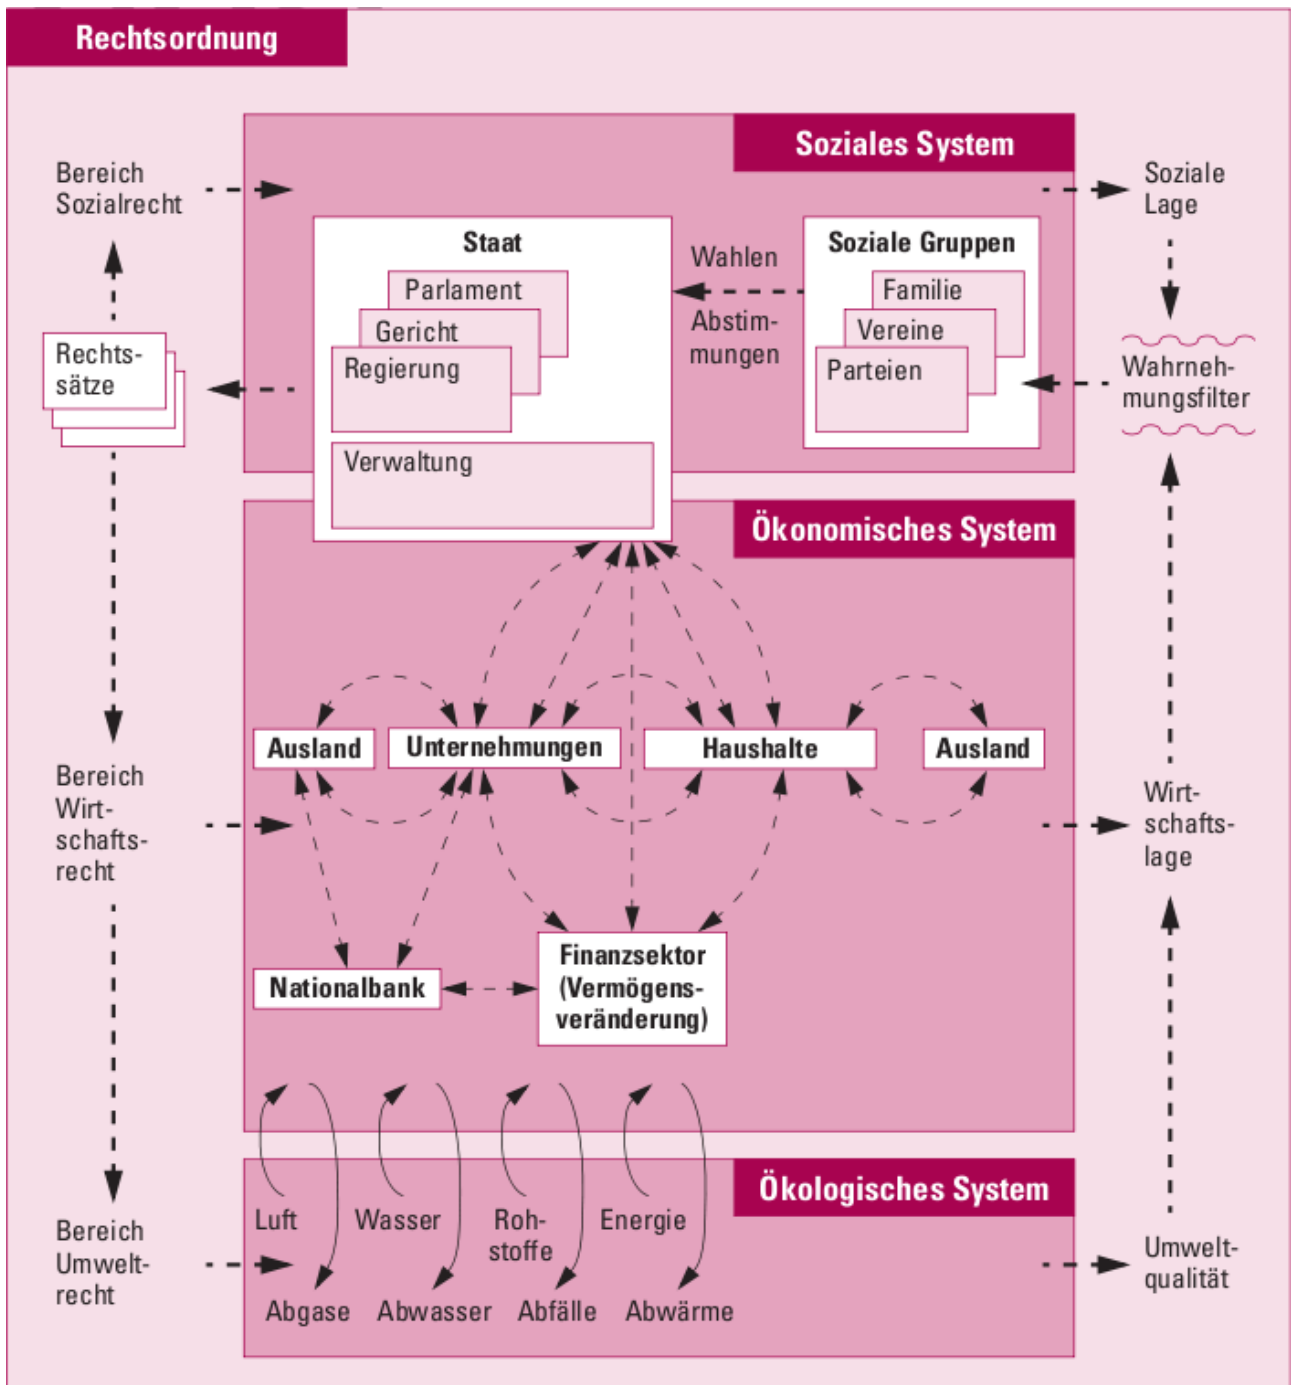 Rechtsordnung
Soziales System
Bereich
Sozialrecht
Soziale
Lage
Staat
Parlament
Gericht
Regierung
Verwaltung
Wahlen
Abstim-
mungen
Soziale Gruppen
Familie
Vereine
Parteien
Rechts-
sätze
Wahrneh-
mungsfilter
Ökonomisches System
Ausland
Unternehmungen
Haushalte
Ausland
Bereich
Wirt-
schafts-
recht
Wirt-
schafts-
lage
Nationalbank
Finanzsektor
(Vermögens-
veränderung)
Ökologisches System
Luft
Wasser
Roh-
stoffe
Energie
Bereich
Umwelt-
recht
Umwelt-
qualität
Abgase
Abwasser
Abfälle
Abwärme